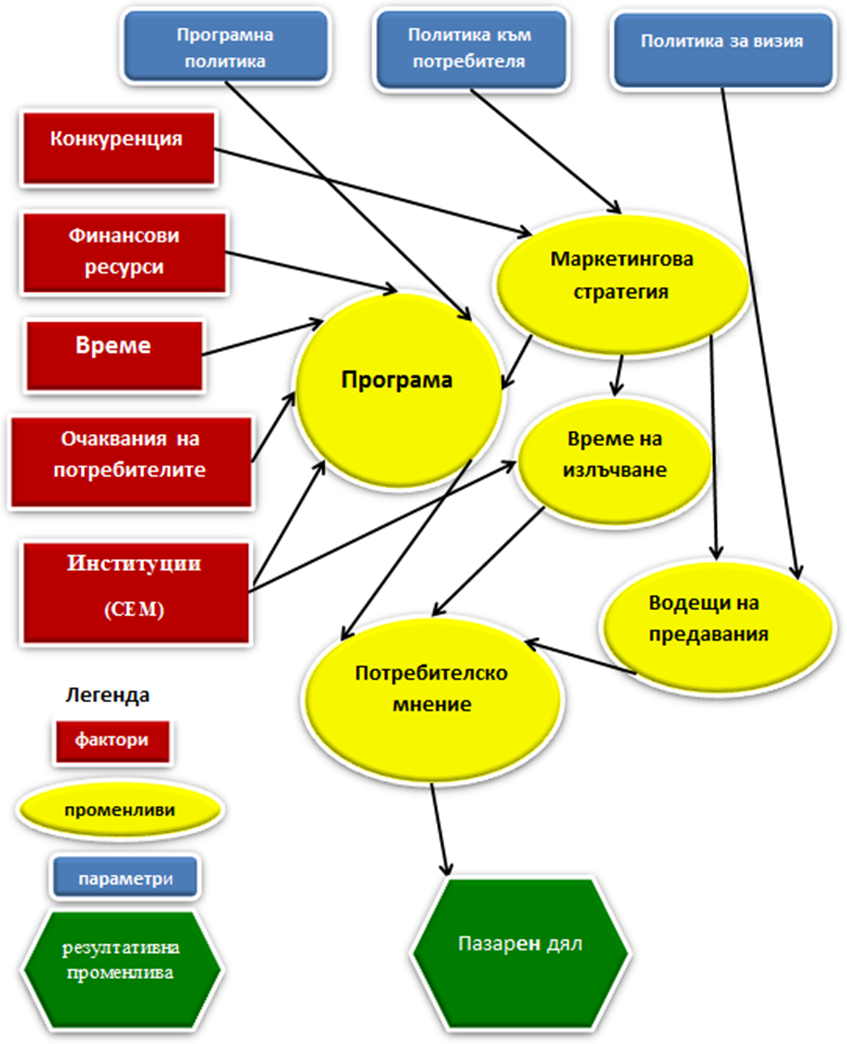 Програмна
политика
Политика към
потребителя
Политика за визия
Конкуренция
Финансови
ресурси
Маркетингова
стратегия
Време
Програма
Очаквания на
потребителите
Време на
излъчване
Институции
(СЕМ)
Водещи на
предавания
Потребителско
мнение
Легенда
фактори
променливи
параметри
резултативна
променлива
Пазарен дял